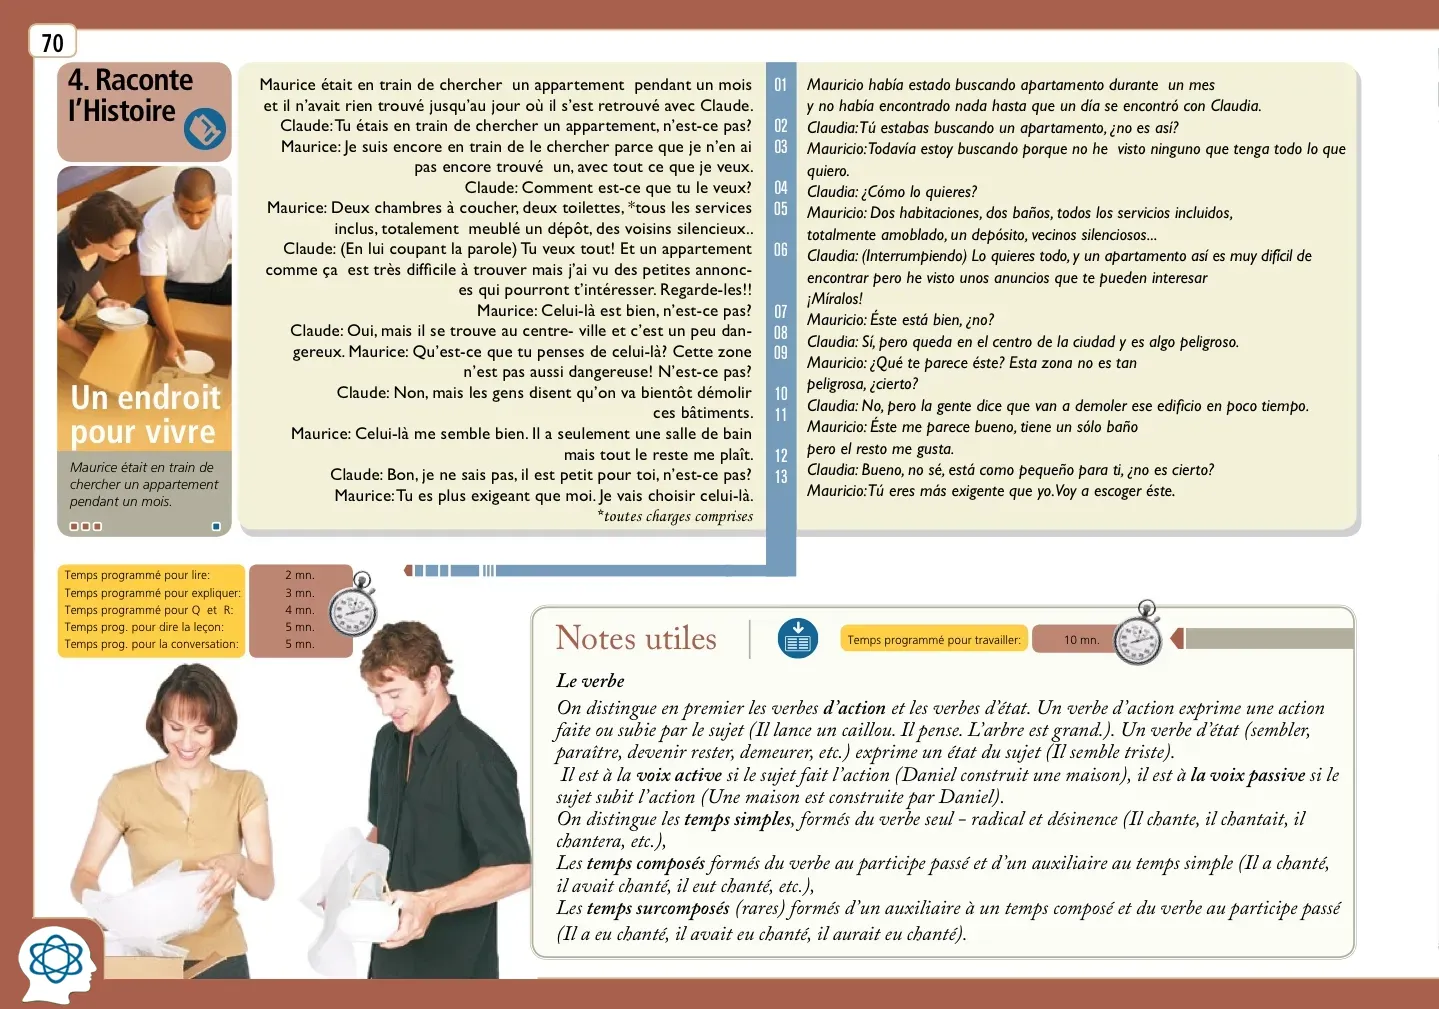 70
4. Raconte
l'Histoire
Un endroit
pour vivre
Maurice était en train de
chercher un appartement
pendant un mois.
Maurice était en train de chercher un appartement pendant un mois
et il n'avait rien trouvé jusqu'au jour où il s'est retrouvé avec Claude.
Claude: Tu étais en train de chercher un appartement, n'est-ce pas?
Maurice: Je suis encore en train de le chercher parce que je n'en ai
pas encore trouvé un, avec tout ce que je veux.
Claude: Comment est-ce que tu le veux?
Maurice: Deux chambres à coucher, deux toilettes, *tous les services
inclus, totalement meublé un dépôt, des voisins silencieux..
Claude: (En lui coupant la parole) Tu veux tout! Et un appartement
comme ça est très difficile à trouver mais j'ai vu des petites annonc-
es qui pourront t'intéresser. Regarde-les!!
Maurice: Celui-là est bien, n'est-ce pas?
Claude: Oui, mais il se trouve au centre- ville et c'est un peu dan-
gereux. Maurice: Qu'est-ce que tu penses de celui-là? Cette zone
n'est pas aussi dangereuse! N'est-ce pas?
Claude: Non, mais les gens disent qu'on va bientôt démolir
ces bâtiments.
Maurice: Celui-là me semble bien. Il a seulement une salle de bain
mais tout le reste me plaît.
Claude: Bon, je ne sais pas, il est petit pour toi, n'est-ce pas?
Maurice: Tu es plus exigeant que moi. Je vais choisir celui-là.
*toutes charges comprises
01
02
03
04
05
06
07
08
09
10
11
12
13
Mauricio había estado buscando apartamento durante un mes
y no había encontrado nada hasta que un día se encontró con Claudia.
Claudia: Tú estabas buscando un apartamento, ¿no es así?
Mauricio: Todavía estoy buscando porque no he visto ninguno que tenga todo lo que
quiero.
Claudia: ¿Cómo lo quieres?
Mauricio: Dos habitaciones, dos baños, todos los servicios incluidos,
totalmente amoblado, un depósito, vecinos silenciosos...
Claudia: (Interrumpiendo) Lo quieres todo, y un apartamento así es muy difícil de
encontrar pero he visto unos anuncios que te pueden interesar
¡Míralos!
Mauricio: Éste está bien, ¿no?
Claudia: Sí, pero queda en el centro de la ciudad y es algo peligroso.
Mauricio: ¿Qué te parece éste? Esta zona no es tan
peligrosa, ¿cierto?
Claudia: No, pero la gente dice que van a demoler ese edificio en poco tiempo.
Mauricio: Éste me parece bueno, tiene un sólo baño
pero el resto me gusta.
Claudia: Bueno, no sé, está como pequeño para ti, ¿no es cierto?
Mauricio: Tú eres más exigente que yo. Voy a escoger éste.
Temps programmé pour lire: 2 mn.
Temps programmé pour expliquer: 3 mn.
Temps programmé pour Q et R: 4 mn.
Temps prog. pour dire la leçon: 5 mn.
Temps prog. pour la conversation: 5 mn.
Notes utiles
Temps programmé pour travailler: 10 mn.
Le verbe
On distingue en premier les verbes d'action et les verbes d'état. Un verbe d'action exprime une action
faite ou subie par le sujet (Il lance un caillou. Il pense. L'arbre est grand.). Un verbe d'état (sembler,
paraître, devenir rester, demeurer, etc.) exprime un état du sujet (Il semble triste).
Il est à la voix active si le sujet fait l'action (Daniel construit une maison), il est à la voix passive si le
sujet subit l'action (Une maison est construite par Daniel).
On distingue les temps simples, formés du verbe seul - radical et désinence (Il chante, il chantait, il
chantera, etc.),
Les temps composés formés du verbe au participe passé et d'un auxiliaire au temps simple (Il a chanté,
il avait chanté, il eut chanté, etc.),
Les temps surcomposés (rares) formés d'un auxiliaire à un temps composé et du verbe au participe passé
(Il a eu chanté, il avait eu chanté, il aurait eu chanté).